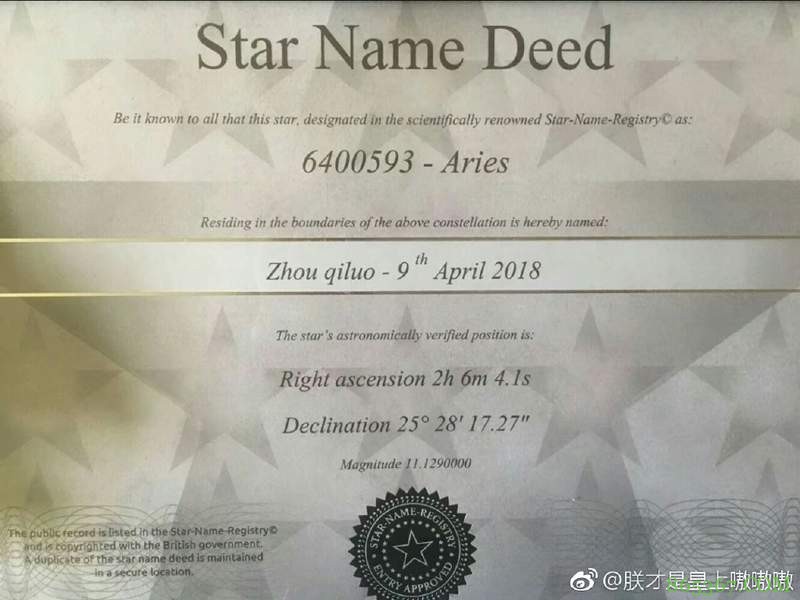 Star Name Deed
Be it known to all that this star, designated in the scientifically renowned Star-Name-Registry© as:
6400593 - Aries
Residing in the boundaries of the above constellation is hereby named:
Zhou qiluo - 9 th April 2018
The star's astronomically verified position is:
Right ascension 2h 6m 4.1s
Declination 25° 28' 17.27"
Magnitude 11.1290000
The public record is listed in the Star-Name-Registry©
and is copyrighted with the British government.
A duplicate of the star name deed is maintained
in a secure location.
STAR-NAME-REGISTRY
ENTRY APPROVED
@朕才是皇上嗷嗷嗷